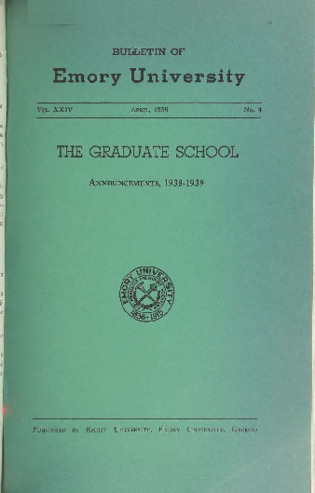 BULLETIN OF
Emory University
VOL. XXIV APRIL, 1938 No. 4
THE GRADUATE SCHOOL
ANNOUNCEMENTS, 1938-1939
EMORY UNIVERSITY
1836-1915
PUBLISHED BY EMORY UNIVERSITY, EMORY UNIVERSITY, GEORGIA